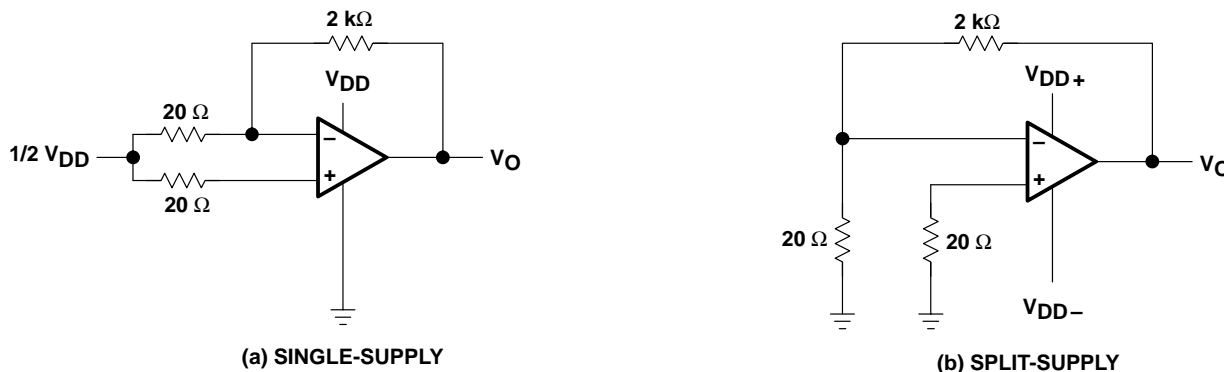 2 kΩ
VDD
20 Ω
−
1/2 VDD
VO
+
20 Ω
(a) SINGLE-SUPPLY
2 kΩ
VDD+
−
+
VO
20 Ω
20 Ω
VDD−
(b) SPLIT-SUPPLY